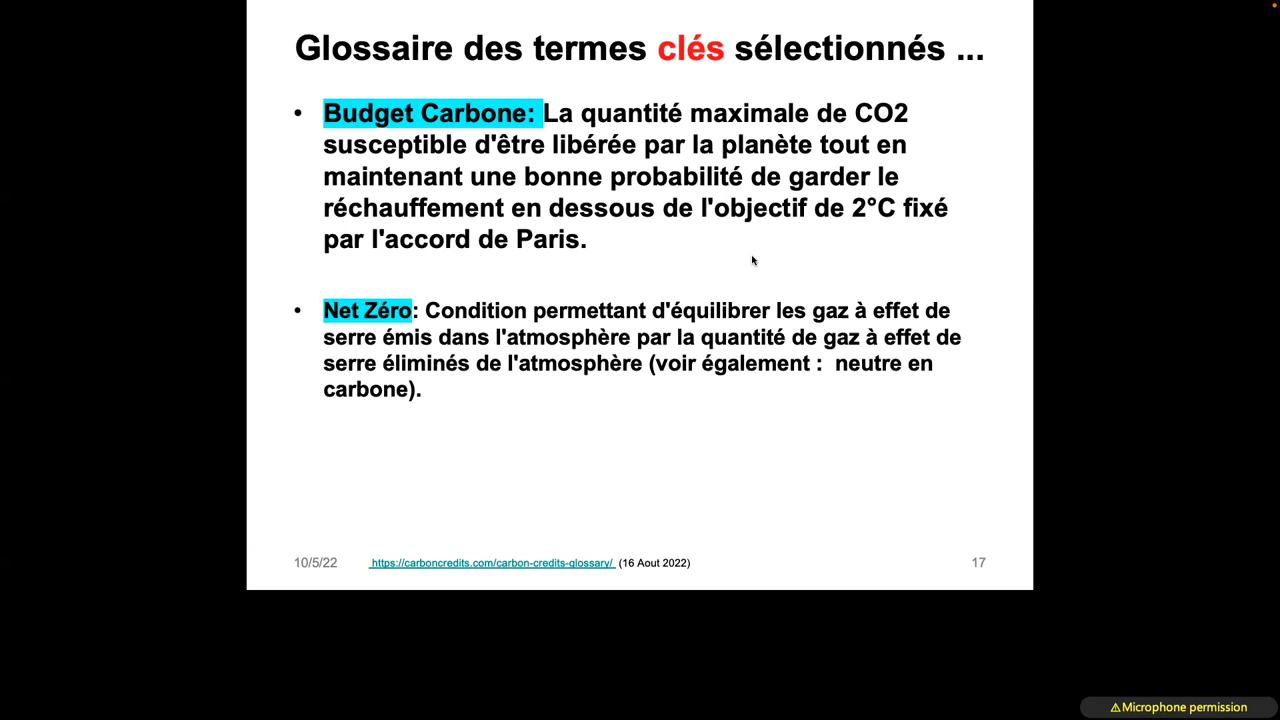 Glossaire des termes clés sélectionnés ...
• Budget Carbone: La quantité maximale de CO2
susceptible d'être libérée par la planète tout en
maintenant une bonne probabilité de garder le
réchauffement en dessous de l'objectif de 2°C fixé
par l'accord de Paris.
• Net Zéro: Condition permettant d'équilibrer les gaz à effet de
serre émis dans l'atmosphère par la quantité de gaz à effet de
serre éliminés de l'atmosphère (voir également : neutre en
carbone).
10/5/22 https://carboncredits.com/carbon-credits-glossary/ (16 Aout 2022) 17
⚠Microphone permission